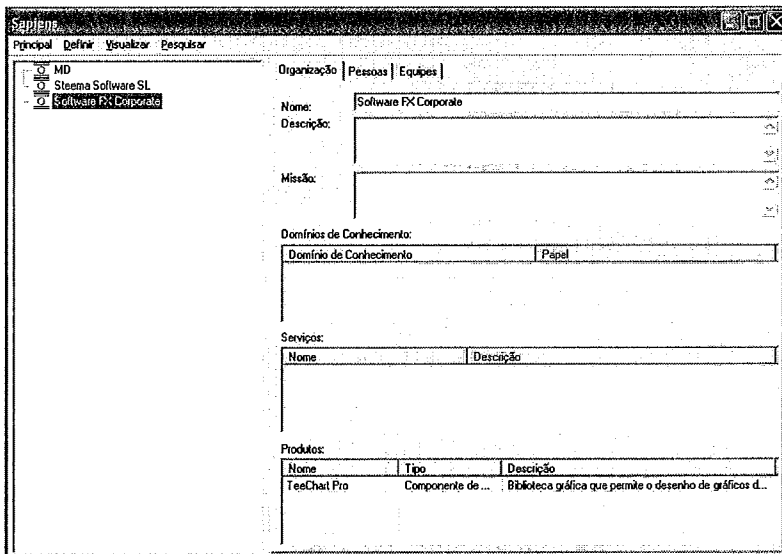 Sapiens
Principal Definir Visualizar Pesquisar
MD
Steema Software SL
Software FX Corporate
Organização Pessoas Equipes
Nome: Software FX Corporate
Descrição:
Missão:
Domínios de Conhecimento:
Domínio de Conhecimento Papel
Serviços:
Nome Descrição
Produtos:
Nome Tipo Descrição
TeeChart Pro Componente de ... Biblioteca gráfica que permite o desenho de gráficos d...